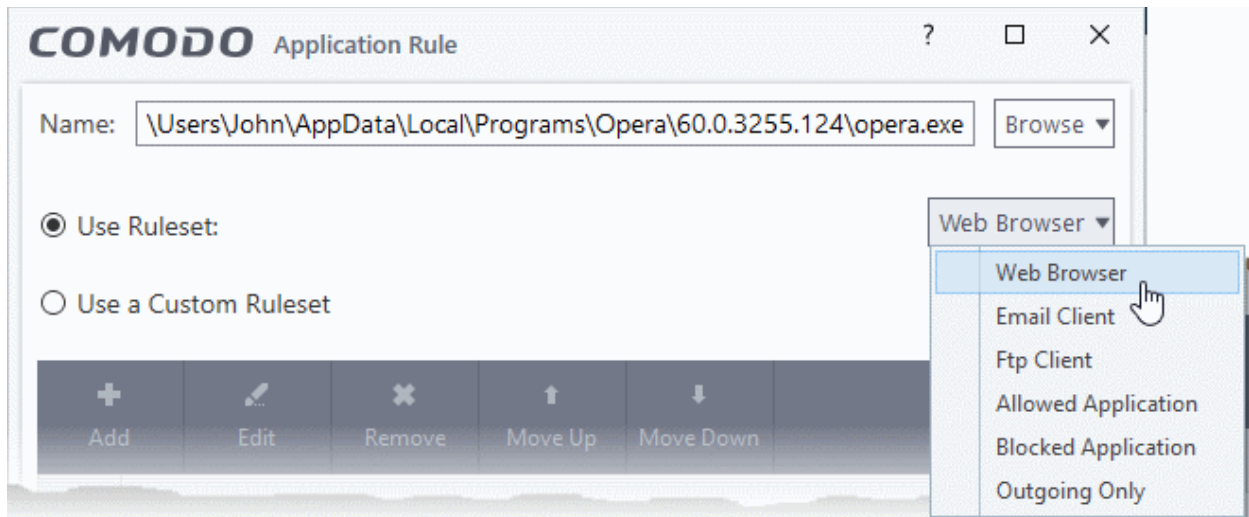 COMODO Application Rule ?
Name: \Users\John\AppData\Local\Programs\Opera\60.0.3255.124\opera.exe Browse
Use Ruleset: Web Browser
Web Browser
Email Client
Use a Custom Ruleset
Ftp Client
Allowed Application
Blocked Application
Outgoing Only
Add Edit Remove Move Up Move Down